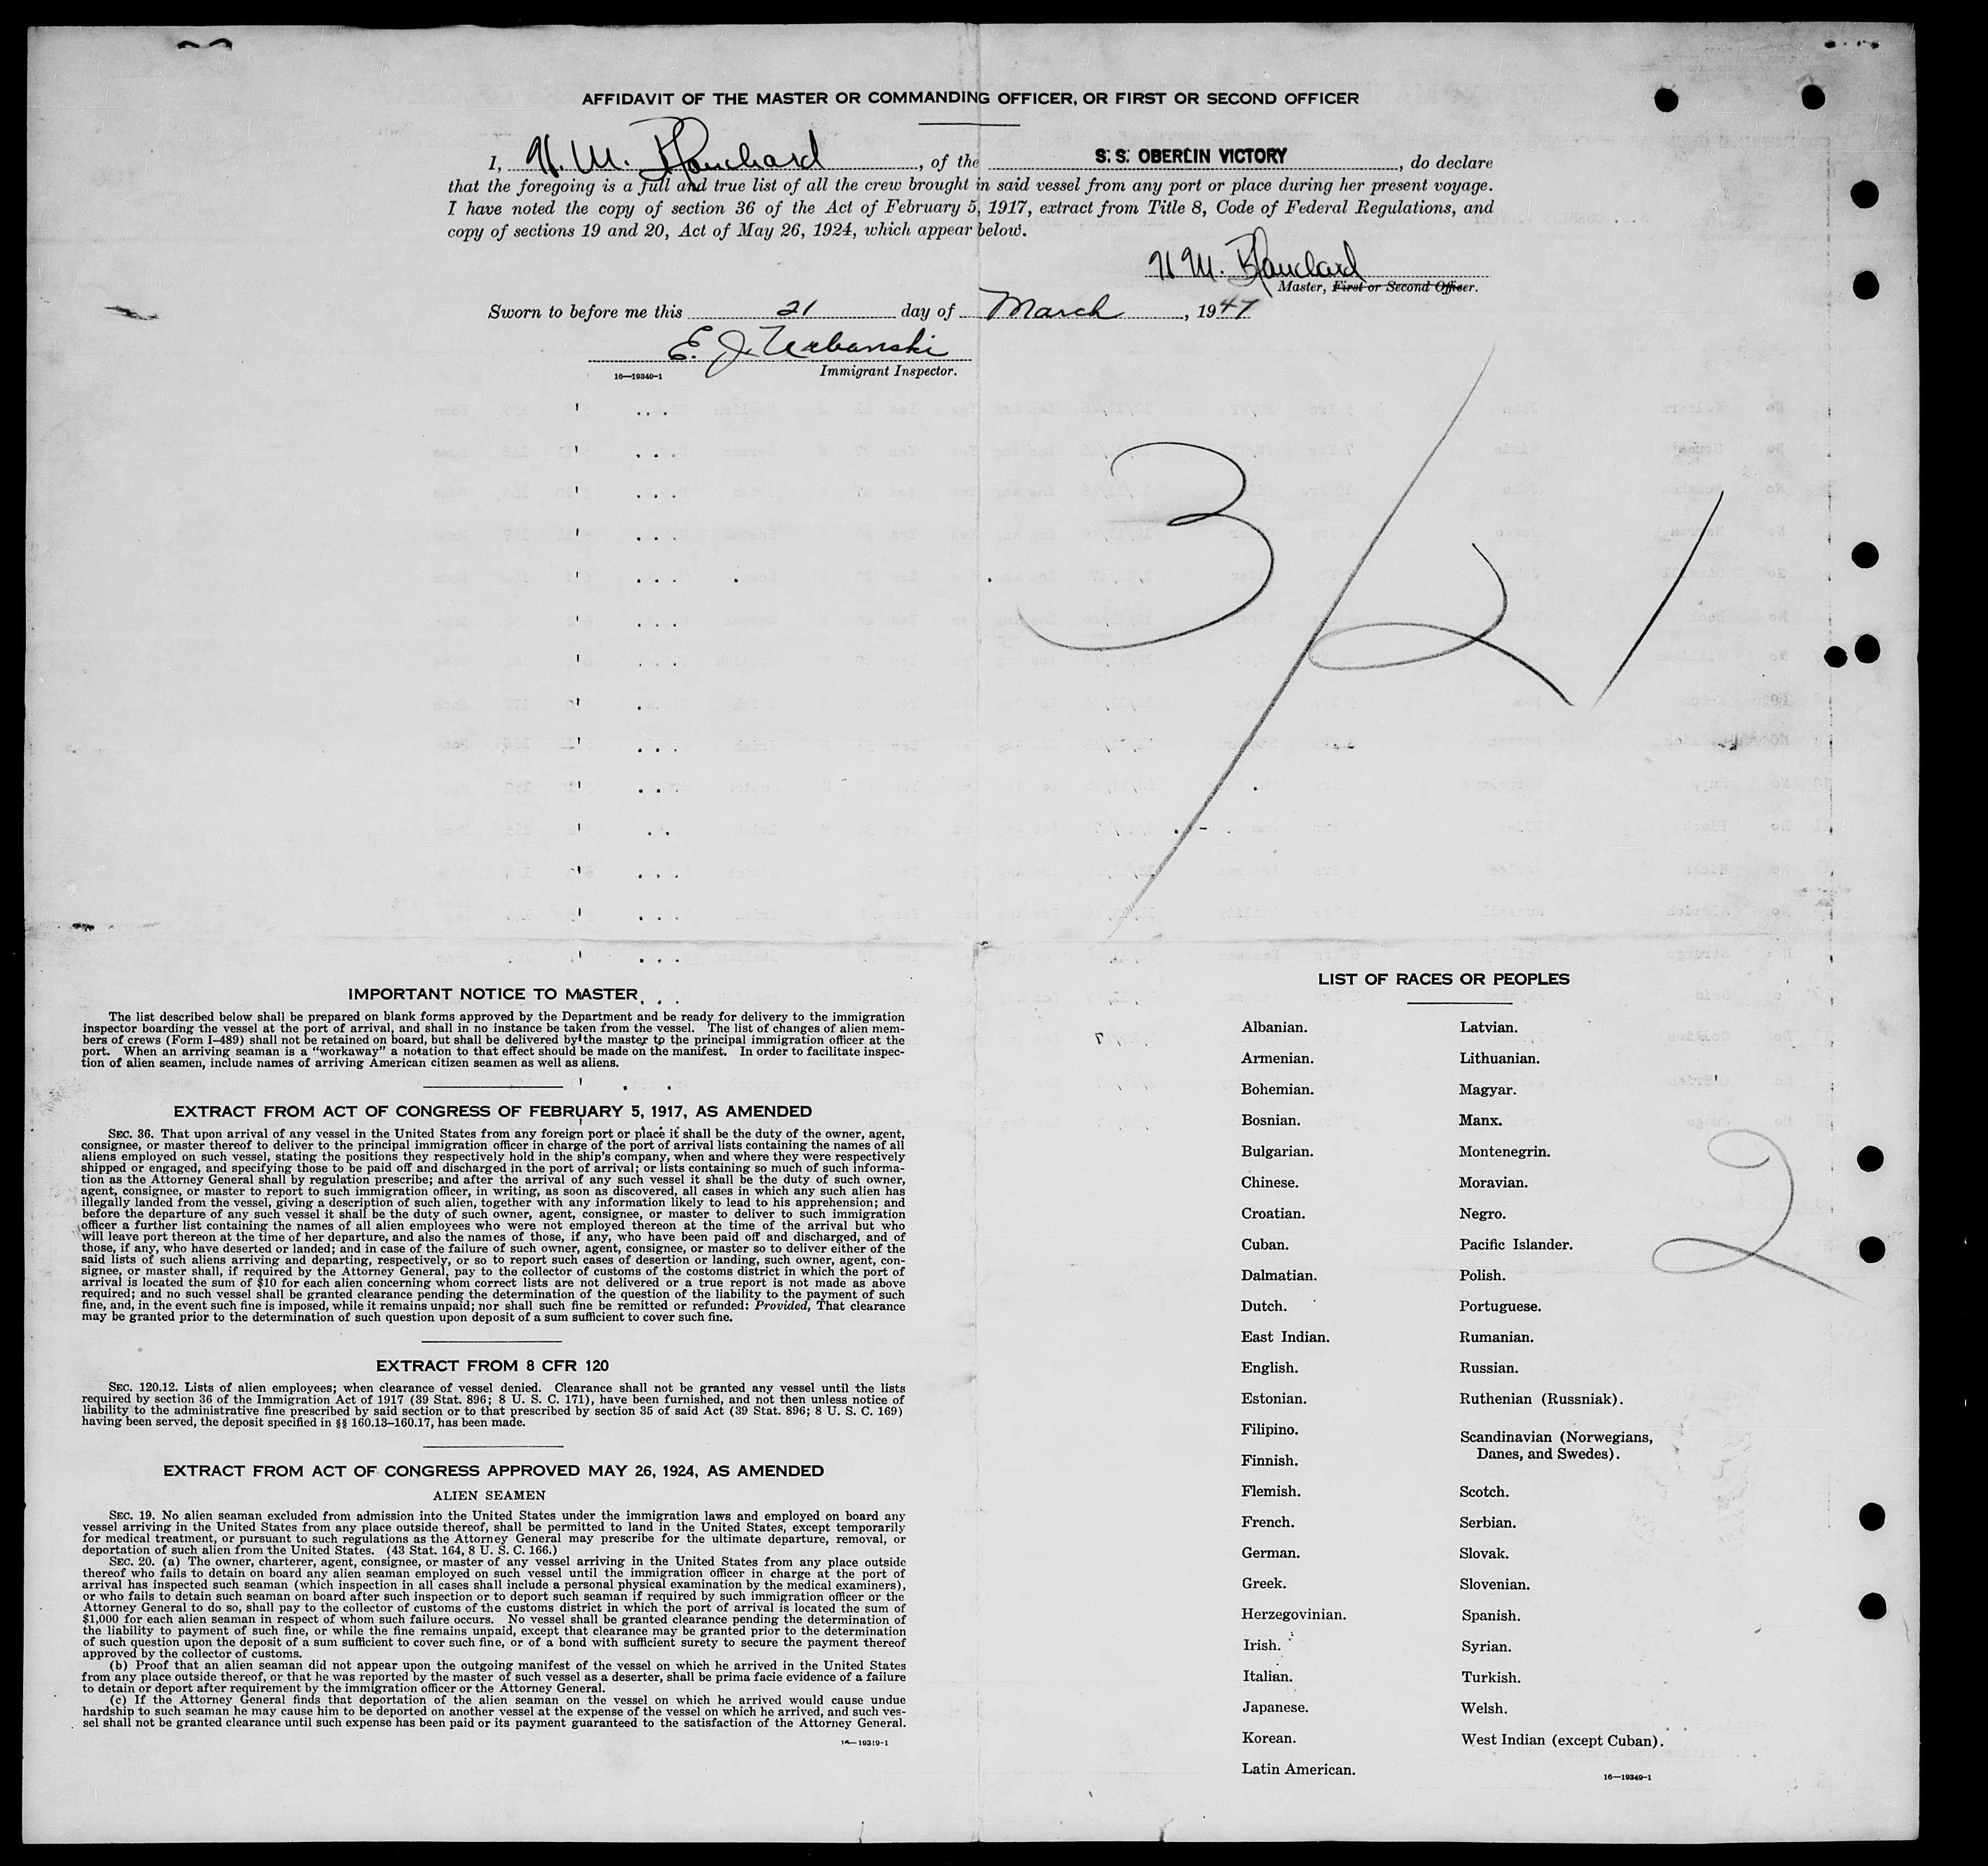 AFFIDAVIT OF THE MASTER OR COMMANDING OFFICER, OR FIRST OR SECOND OFFICER
I, H. M. Blanchard, of the S. S. OBERLIN VICTORY, do declare
that the foregoing is a full and true list of all the crew brought in said vessel from any port or place during her present voyage.
I have noted the copy of section 36 of the Act of February 5, 1917, extract from Title 8, Code of Federal Regulations, and
copy of sections 19 and 20, Act of May 26, 1924, which appear below.
H M. Blanchard
Master, First or Second Officer.
Sworn to before me this 21 day of March, 1947
E. J. Urbanski
16—19349-1 Immigrant Inspector.
3/21
IMPORTANT NOTICE TO MASTER
The list described below shall be prepared on blank forms approved by the Department and be ready for delivery to the immigration
inspector boarding the vessel at the port of arrival, and shall in no instance be taken from the vessel. The list of changes of alien mem-
bers of crews (Form I-489) shall not be retained on board, but shall be delivered by the master to the principal immigration officer at the
port. When an arriving seaman is a "workaway" a notation to that effect should be made on the manifest. In order to facilitate inspec-
tion of alien seamen, include names of arriving American citizen seamen as well as aliens.
EXTRACT FROM ACT OF CONGRESS OF FEBRUARY 5, 1917, AS AMENDED
SEC. 36. That upon arrival of any vessel in the United States from any foreign port or place it shall be the duty of the owner, agent,
consignee, or master thereof to deliver to the principal immigration officer in charge of the port of arrival lists containing the names of all
aliens employed on such vessel, stating the positions they respectively hold in the ship's company, when and where they were respectively
shipped or engaged, and specifying those to be paid off and discharged in the port of arrival; or lists containing so much of such informa-
tion as the Attorney General shall by regulation prescribe; and after the arrival of any such vessel it shall be the duty of such owner,
agent, consignee, or master to report to such immigration officer, in writing, as soon as discovered, all cases in which any such alien has
illegally landed from the vessel, giving a description of such alien, together with any information likely to lead to his apprehension; and
before the departure of any such vessel it shall be the duty of such owner, agent, consignee, or master to deliver to such immigration
officer a further list containing the names of all alien employees who were not employed thereon at the time of the arrival but who
will leave port thereon at the time of her departure, and also the names of those, if any, who have been paid off and discharged, and of
those, if any, who have deserted or landed; and in case of the failure of such owner, agent, consignee, or master so to deliver either of the
said lists of such aliens arriving and departing, respectively, or so to report such cases of desertion or landing, such owner, agent, con-
signee, or master shall, if required by the Attorney General, pay to the collector of customs of the costoms district in which the port of
arrival is located the sum of $10 for each alien concerning whom correct lists are not delivered or a true report is not made as above
required; and no such vessel shall be granted clearance pending the determination of the question of the liability to the payment of such
fine, and, in the event such fine is imposed, while it remains unpaid; nor shall such fine be remitted or refunded: Provided, That clearance
may be granted prior to the determination of such question upon deposit of a sum sufficient to cover such fine.
EXTRACT FROM 8 CFR 120
SEC. 120.12. Lists of alien employees; when clearance of vessel denied. Clearance shall not be granted any vessel until the lists
required by section 36 of the Immigration Act of 1917 (39 Stat. 896; 8 U. S. C. 171), have been furnished, and not then unless notice of
liability to the administrative fine prescribed by said section or to that prescribed by section 35 of said Act (39 Stat. 896; 8 U. S. C. 169)
having been served, the deposit specified in §§ 160.13–160.17, has been made.
EXTRACT FROM ACT OF CONGRESS APPROVED MAY 26, 1924, AS AMENDED
ALIEN SEAMEN
SEC. 19. No alien seaman excluded from admission into the United States under the immigration laws and employed on board any
vessel arriving in the United States from any place outside thereof, shall be permitted to land in the United States, except temporarily
for medical treatment, or pursuant to such regulations as the Attorney General may prescribe for the ultimate departure, removal, or
deportation of such alien from the United States. (43 Stat. 164, 8 U. S. C. 166.)
SEC. 20. (a) The owner, charterer, agent, consignee, or master of any vessel arriving in the United States from any place outside
thereof who fails to detain on board any alien seaman employed on such vessel until the immigration officer in charge at the port of
arrival has inspected such seaman (which inspection in all cases shall include a personal physical examination by the medical examiners),
or who fails to detain such seaman on board after such inspection or to deport such seaman if required by such immigration officer or the
Attorney General to do so, shall pay to the collector of customs of the customs district in which the port of arrival is located the sum of
$1,000 for each alien seaman in respect of whom such failure occurs. No vessel shall be granted clearance pending the determination of
the liability to payment of such fine, or while the fine remains unpaid, except that clearance may be granted prior to the determination
of such question upon the deposit of a sum sufficient to cover such fine, or of a bond with sufficient surety to secure the payment thereof
approved by the collector of customs.
(b) Proof that an alien seaman did not appear upon the outgoing manifest of the vessel on which he arrived in the United States
from any place outside thereof, or that he was reported by the master of such vessel as a deserter, shall be prima facie evidence of a failure
to detain or deport after requirement by the immigration officer or the Attorney General.
(c) If the Attorney General finds that deportation of the alien seaman on the vessel on which he arrived would cause undue
hardship to such seaman he may cause him to be deported on another vessel at the expense of the vessel on which he arrived, and such ves-
sel shall not be granted clearance until such expense has been paid or its payment guaranteed to the satisfaction of the Attorney General.
16—19349-1
LIST OF RACES OR PEOPLES
Albanian.
Armenian.
Bohemian.
Bosnian.
Bulgarian.
Chinese.
Croatian.
Cuban.
Dalmatian.
Dutch.
East Indian.
English.
Estonian.
Filipino.
Finnish.
Flemish.
French.
German.
Greek.
Herzegovinian.
Irish.
Italian.
Japanese.
Korean.
Latin American.
Latvian.
Lithuanian.
Magyar.
Manx.
Montenegrin.
Moravian.
Negro.
Pacific Islander.
Polish.
Portuguese.
Rumanian.
Russian.
Ruthenian (Russniak).
Scandinavian (Norwegians,
Danes, and Swedes).
Scotch.
Serbian.
Slovak.
Slovenian.
Spanish.
Syrian.
Turkish.
Welsh.
West Indian (except Cuban).
16—19349-1
2